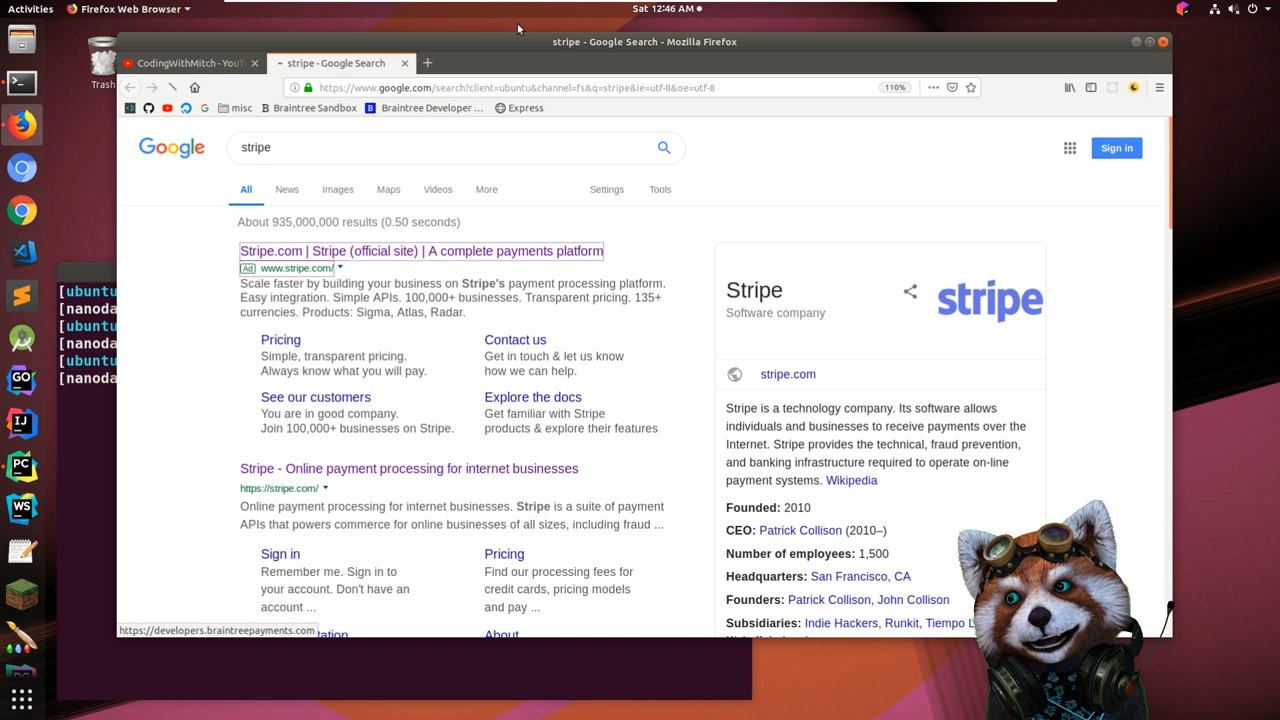 Activities
Firefox Web Browser
Sat 12:46 AM
Trash
stripe - Google Search - Mozilla Firefox
CodingWithMitch - YouT
stripe - Google Search
https://www.google.com/search?client=ubuntu&channel=fs&q=stripe&ie=utf-8&oe=utf-8
110%
misc
Braintree Sandbox
Braintree Developer ...
Express
Google
stripe
Sign in
All
News
Images
Maps
Videos
More
Settings
Tools
About 935,000,000 results (0.50 seconds)
Stripe.com | Stripe (official site) | A complete payments platform
Ad www.stripe.com/
Scale faster by building your business on Stripe's payment processing platform.
Easy integration. Simple APIs. 100,000+ businesses. Transparent pricing. 135+
currencies. Products: Sigma, Atlas, Radar.
Pricing
Simple, transparent pricing.
Always know what you will pay.
Contact us
Get in touch & let us know
how we can help.
See our customers
You are in good company.
Join 100,000+ businesses on Stripe.
Explore the docs
Get familiar with Stripe
products & explore their features
Stripe - Online payment processing for internet businesses
https://stripe.com/
Online payment processing for internet businesses. Stripe is a suite of payment
APIs that powers commerce for online businesses of all sizes, including fraud ...
Sign in
Remember me. Sign in to
your account. Don't have an
account ...
Pricing
Find our processing fees for
credit cards, pricing models
and pay ...
About
https://developers.braintreepayments.com
Stripe
Software company
stripe
stripe.com
Stripe is a technology company. Its software allows
individuals and businesses to receive payments over the
Internet. Stripe provides the technical, fraud prevention,
and banking infrastructure required to operate on-line
payment systems. Wikipedia
Founded: 2010
CEO: Patrick Collison (2010–)
Number of employees: 1,500
Headquarters: San Francisco, CA
Founders: Patrick Collison, John Collison
Subsidiaries: Indie Hackers, Runkit, Tiempo L
[ubuntu
[nanoda
[ubuntu
[nanoda
[ubuntu
[nanoda
GO
IJ
PC
WS